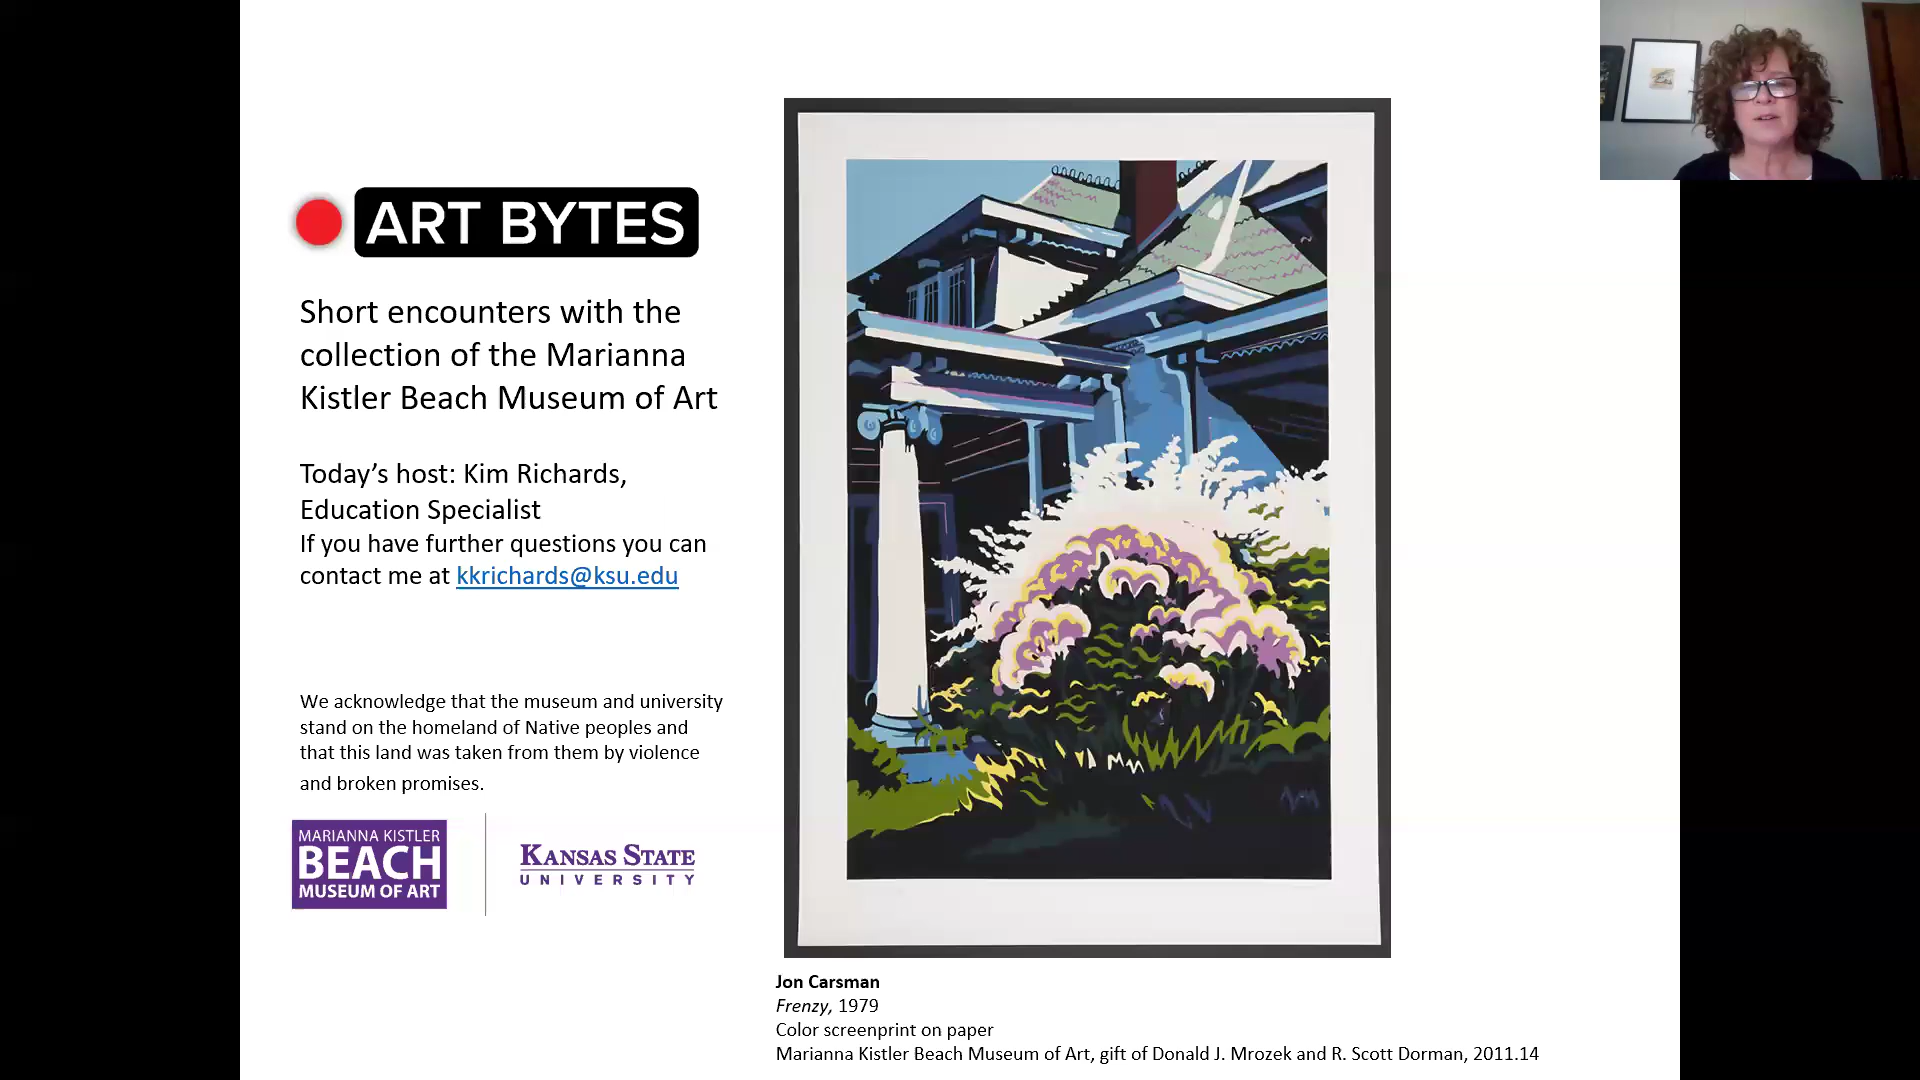 ART BYTES
Short encounters with the
collection of the Marianna
Kistler Beach Museum of Art
Today’s host: Kim Richards,
Education Specialist
If you have further questions you can
contact me at kkrichards@ksu.edu
We acknowledge that the museum and university
stand on the homeland of Native peoples and
that this land was taken from them by violence
and broken promises.
MARIANNA KISTLER
BEACH
MUSEUM OF ART
KANSAS STATE
UNIVERSITY
Jon Carsman
Frenzy, 1979
Color screenprint on paper
Marianna Kistler Beach Museum of Art, gift of Donald J. Mrozek and R. Scott Dorman, 2011.14